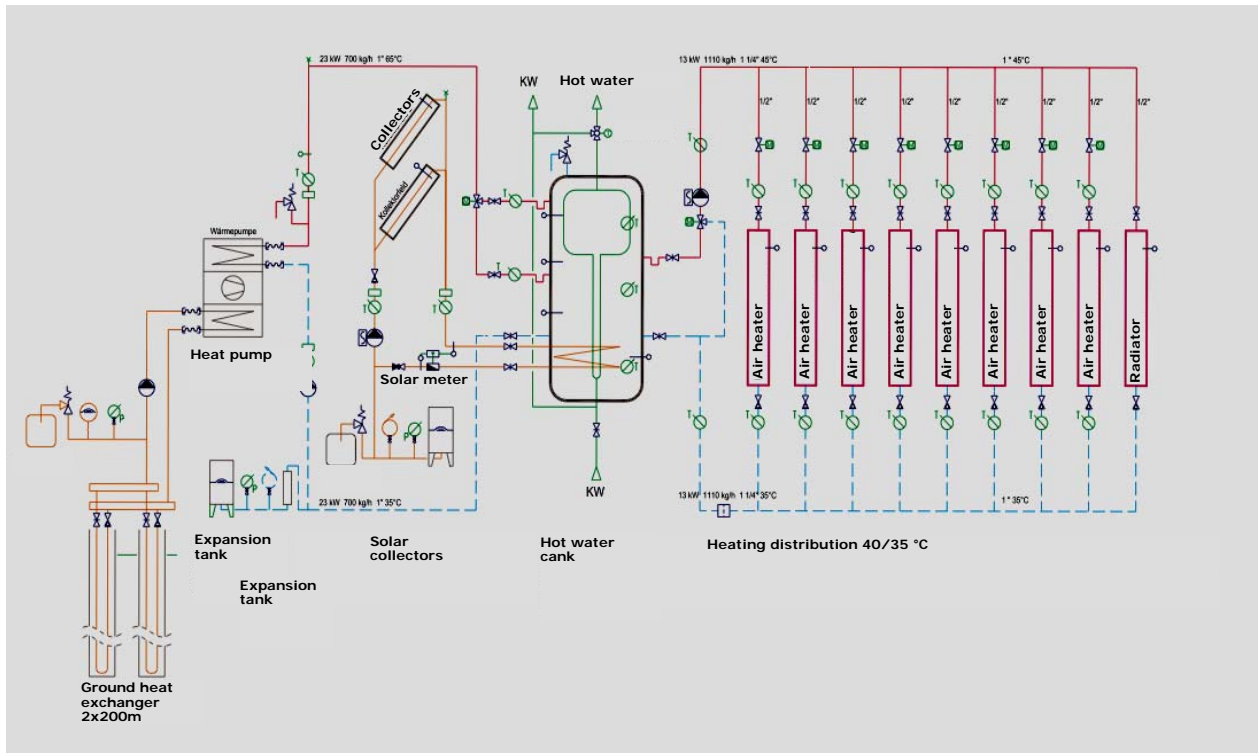 23 kW 700 kg/h 1" 65°C
13 kW 1110 kg/h 1 1/4" 45°C
1 " 45°C
KW
Hot water
Collectors
Kollektorfeld
1/2"
1/2"
1/2"
1/2"
1/2"
1/2"
1/2"
1/2"
1/2"
T
T
T
T
T
T
T
T
T
T
T
T
T
Wärmepumpe
T
T
T
T
T
Heat pump
Air heater
Air heater
Air heater
Air heater
Air heater
Air heater
Air heater
Air heater
Radiator
Solar meter
T
T
T
T
T
T
T
T
T
T
P
P
P
KW
23 kW 700 kg/h 1" 35°C
13 kW 1110 kg/h 1 1/4" 35°C
1 " 35°C
Expansion
tank
Solar
collectors
Hot water
cank
Heating distribution 40/35 °C
Expansion
tank
Ground heat
exchanger
2x200m